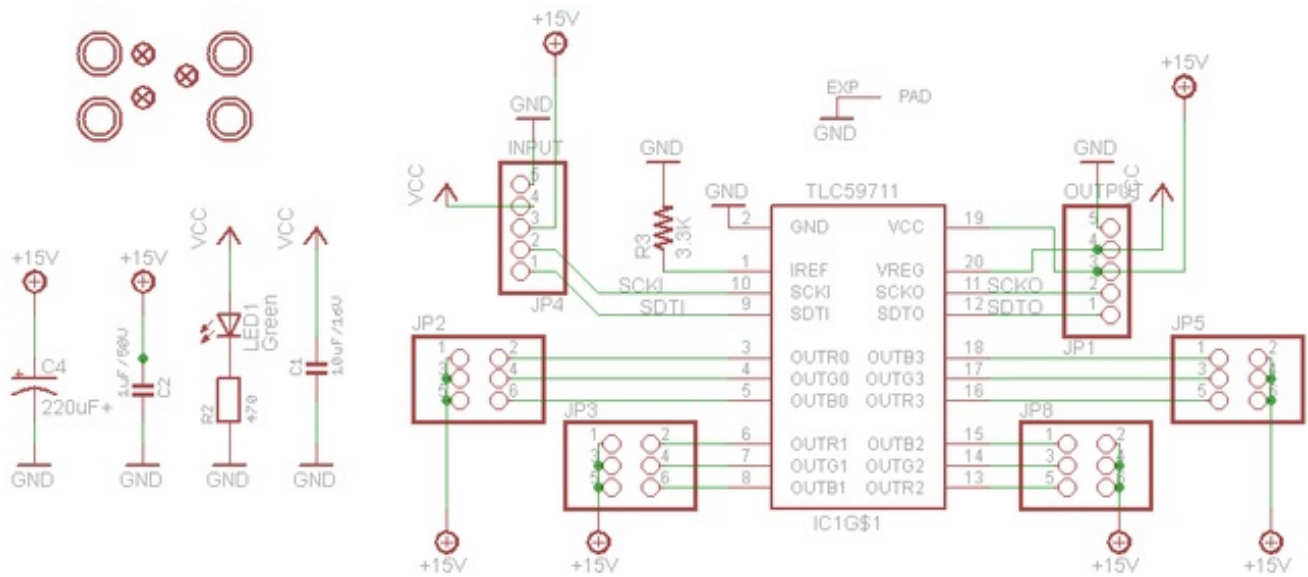 +15V
+15V
EXP
PAD
GND
GND
GND
INPUT
VCC
5
4
3
2
1
JP4
R3
3.3K
GND
TLC59711
OUTPUT
VCC
5
4
3
2
1
JP1
2 GND VCC 19
1 IREF VREG 20
SCKI 10 SCKI SCKO 11 SCKO
SDTI 9 SDTI SDTO 12 SDTO
3 OUTR0 OUTB3 18
4 OUTG0 OUTG3 17
5 OUTB0 OUTR3 16
6 OUTR1 OUTB2 15
7 OUTG1 OUTG2 14
8 OUTB1 OUTR2 13
IC1G$1
JP2
1 2
3 4
5 6
+15V
JP3
1 2
3 4
5 6
+15V
JP8
1 2
3
5
+15V
JP5
1 2
3
5
+15V
+15V
C4
220uF+
GND
+15V
1uF/50V
C2
GND
VCC
LED1
Green
R2
470
GND
VCC
C1
10uF/16V
GND